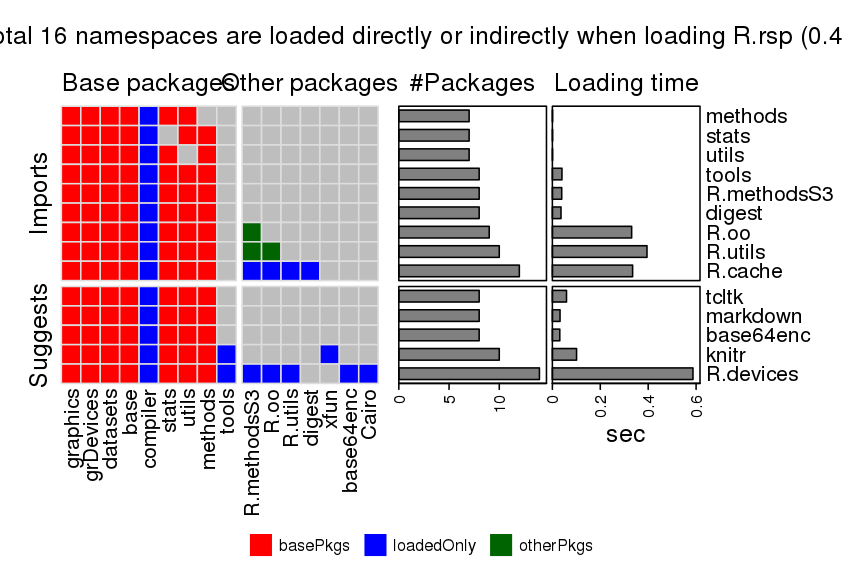 otal 16 namespaces are loaded directly or indirectly when loading R.rsp (0.4
Base packages Other packages #Packages Loading time
Imports
methods
stats
utils
tools
R.methodsS3
digest
R.oo
R.utils
R.cache
Suggests
tcltk
markdown
base64enc
knitr
R.devices
graphics
grDevices
datasets
base
compiler
stats
utils
methods
tools
R.methodsS3
R.oo
R.utils
digest
xfun
base64enc
Cairo
0 5 10
0 0.2 0.4 0.6
sec
basePkgs loadedOnly otherPkgs